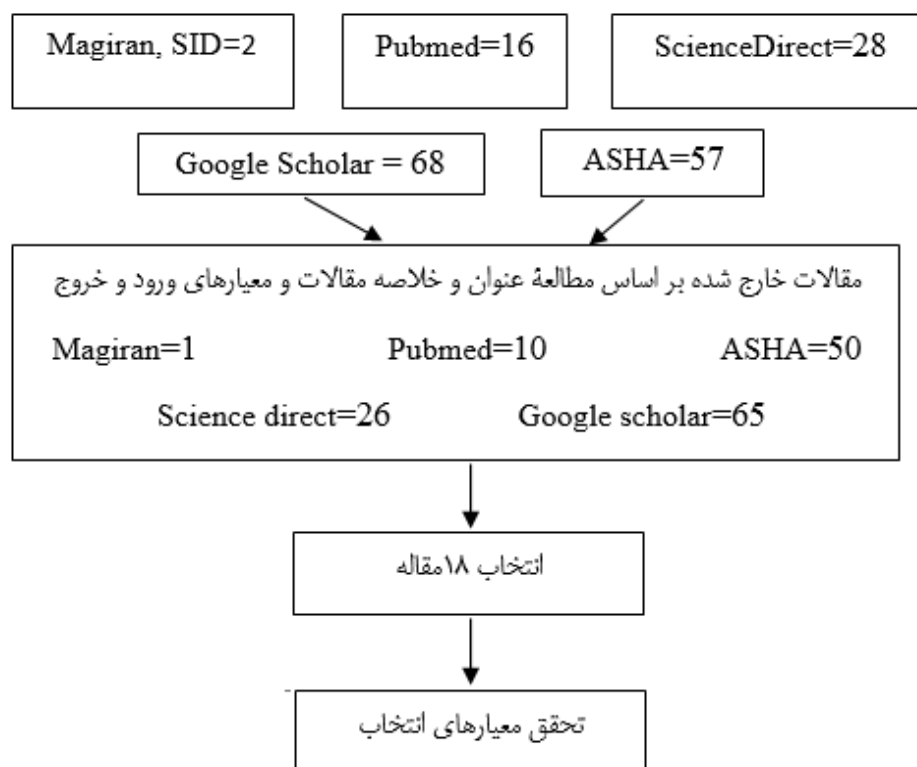 Magiran, SID=2
Pubmed=16
ScienceDirect=28
Google Scholar = 68
ASHA=57
مقالات خارج شده بر اساس مطالعۀ عنوان و خلاصه مقالات و معیارهای ورود و خروج
Magiran=1 Pubmed=10 ASHA=50
Science direct=26 Google scholar=65
انتخاب ۱۸مقاله
تحقق معیارهای انتخاب